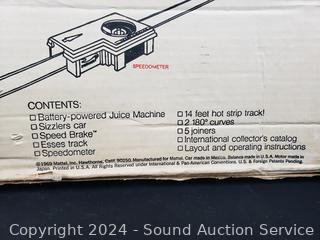 SPEEDOMETER
CONTENTS:
□ Battery-powered Juice Machine
□ Sizzlers car
□ Speed Brake™
□ Esses track
□ Speedometer
□ 14 feet hot strip track!
□ 2 180° curves
□ 5 joiners
□ International collector's catalog
□ Layout and operating instructions
©1969 Mattel, Inc. Hawthorne, Calif. 90250. Manufactured for Mattel. Car made in Mexico. Balance made in U.S.A. Motor made in
Japan. Printed in U.S.A. All Rights Reserved under International & Pan-American Conventions. U.S. & Foreign Patents Pending.
Copyright 2024 - Sound Auction Service